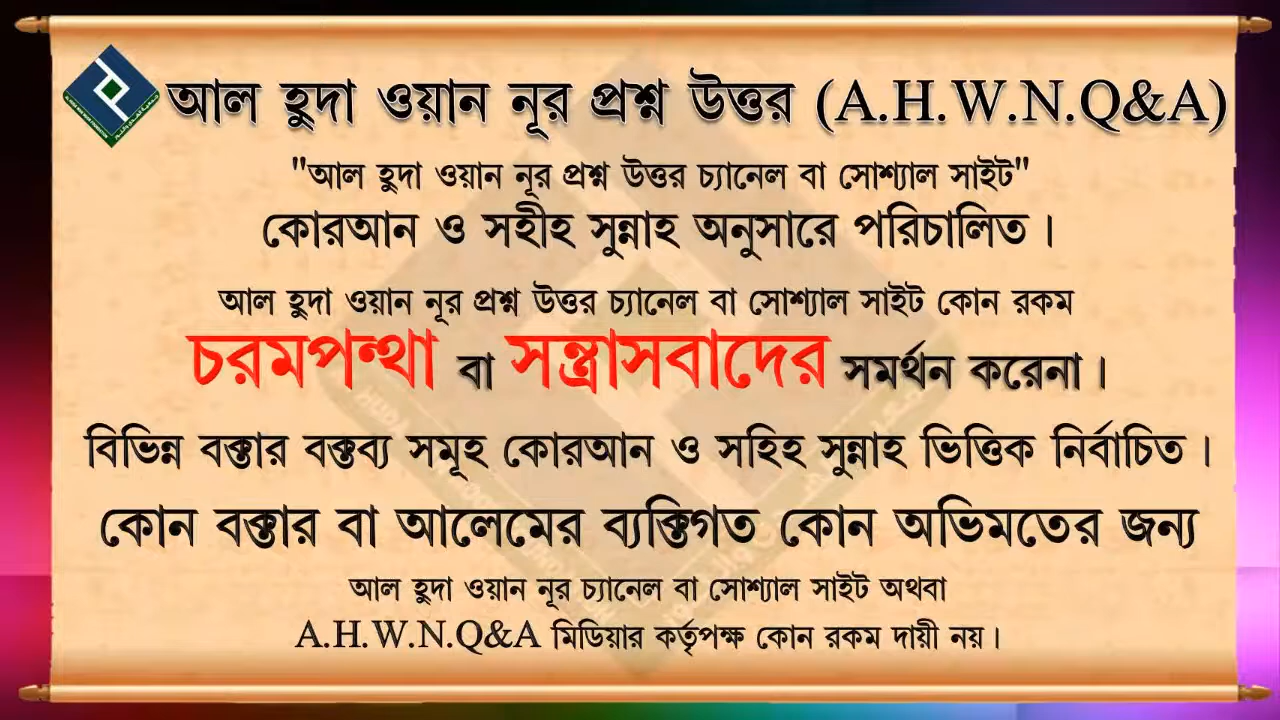 আল হুদা ওয়ান নূর প্রশ্ন উত্তর (A.H.W.N.Q&A)
"আল হুদা ওয়ান নূর প্রশ্ন উত্তর চ্যানেল বা সোশ্যাল সাইট"
কোরআন ও সহীহ সুন্নাহ অনুসারে পরিচালিত।
আল হুদা ওয়ান নূর প্রশ্ন উত্তর চ্যানেল বা সোশ্যাল সাইট কোন রকম
চরমপন্থা বা সন্ত্রাসবাদের সমর্থন করেনা।
বিভিন্ন বক্তার বক্তব্য সমূহ কোরআন ও সহিহ সুন্নাহ ভিত্তিক নির্বাচিত।
কোন বক্তার বা আলেমের ব্যক্তিগত কোন অভিমতের জন্য
আল হুদা ওয়ান নূর চ্যানেল বা সোশ্যাল সাইট অথবা
A.H.W.N.Q&A মিডিয়ার কর্তৃপক্ষ কোন রকম দায়ী নয়।